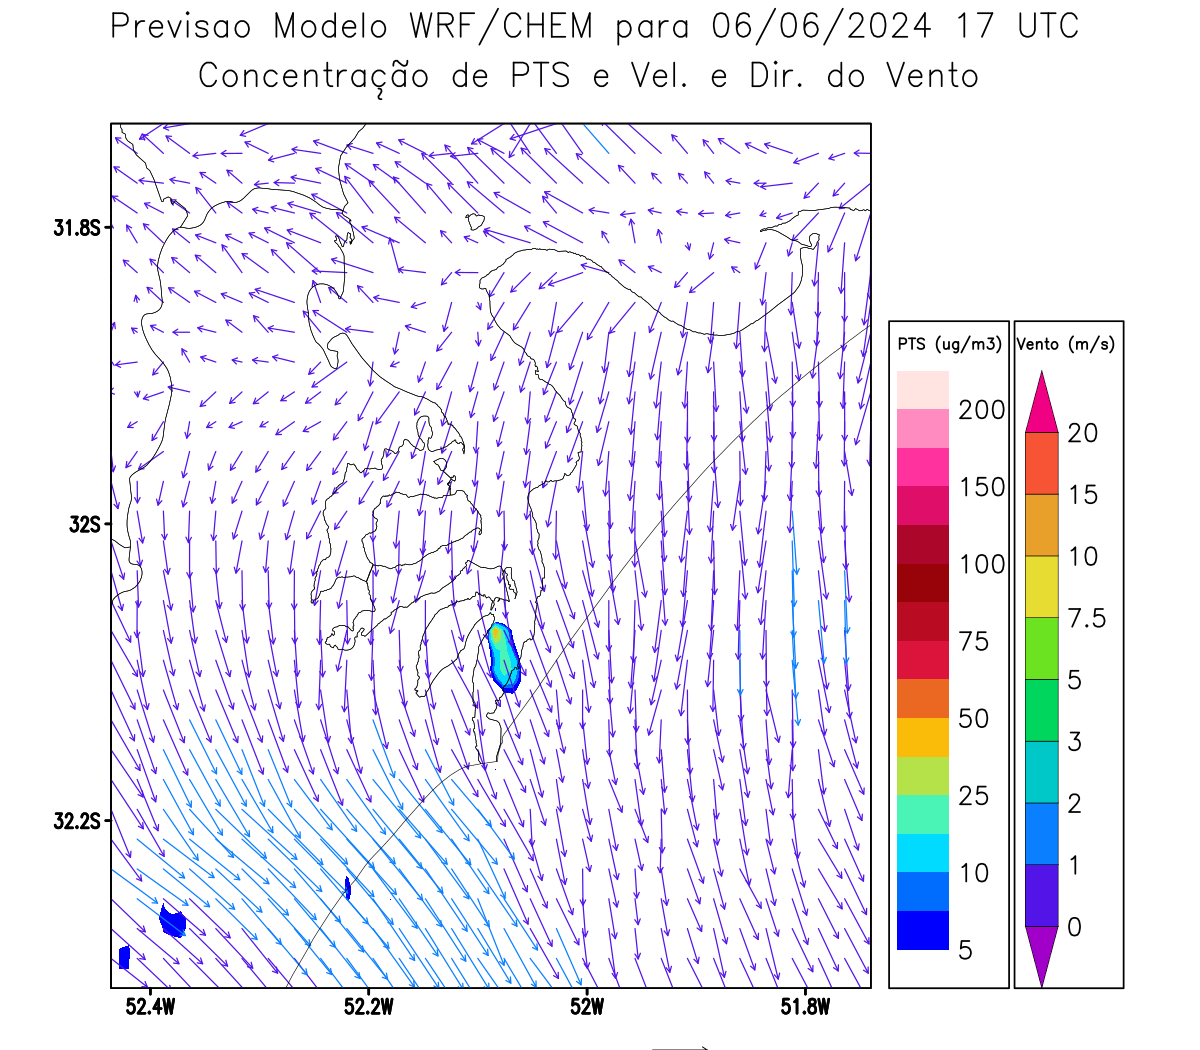 Previsao Modelo WRF/CHEM para 06/06/2024 17 UTC
Concentração de PTS e Vel. e Dir. do Vento
31.8S
32S
32.2S
52.4W
52.2W
52W
51.8W
PTS (ug/m3)
200
150
100
75
50
25
10
5
Vento (m/s)
20
15
10
7.5
5
3
2
1
0